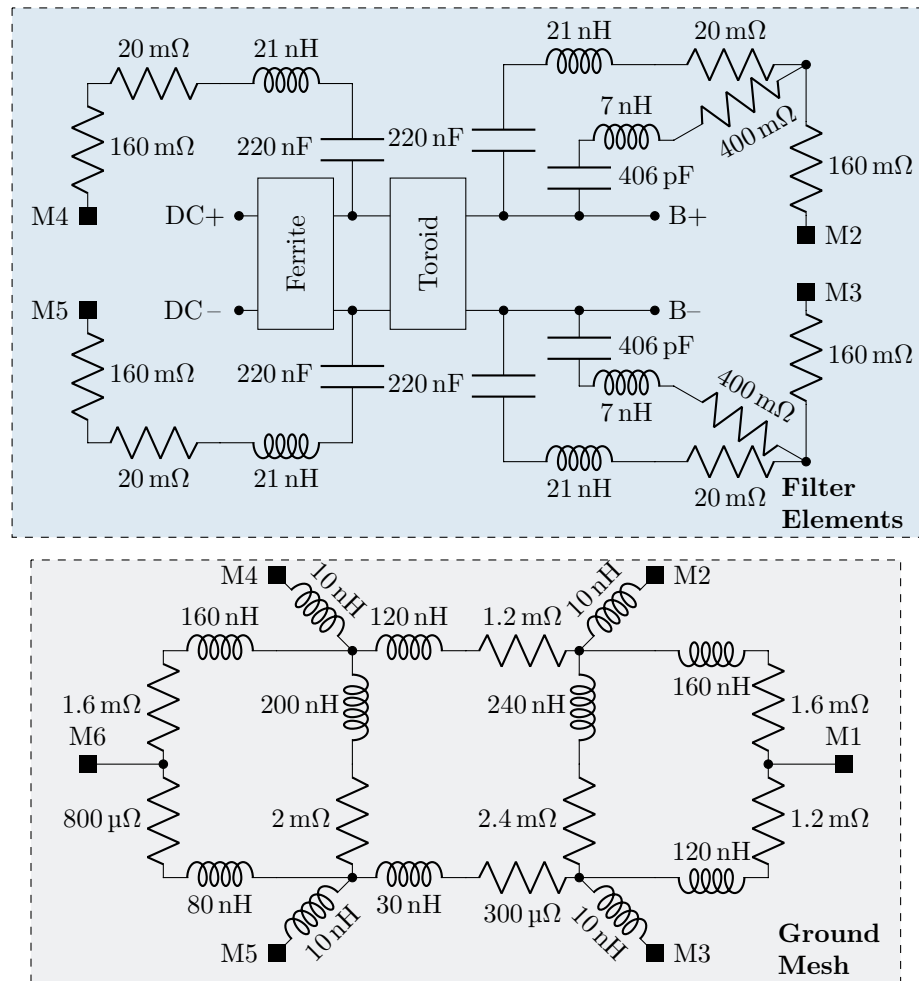 21 nH
20 mΩ
20 mΩ
21 nH
7 nH
400 mΩ
160 mΩ
220 nF
220 nF
406 pF
160 mΩ
M4
DC+
Ferrite
Toroid
B+
M2
M5
DC–
B–
M3
406 pF
160 mΩ
220 nF
220 nF
7 nH
400 mΩ
160 mΩ
20 mΩ
21 nH
21 nH
20 mΩ
Filter
Elements
M4
10 nH
10 nH
M2
160 nH
120 nH
1.2 mΩ
200 nH
240 nH
160 nH
1.6 mΩ
1.6 mΩ
M6
M1
800 µΩ
2 mΩ
2.4 mΩ
1.2 mΩ
120 nH
80 nH
30 nH
300 µΩ
M5
10 nH
10 nH
M3
Ground
Mesh